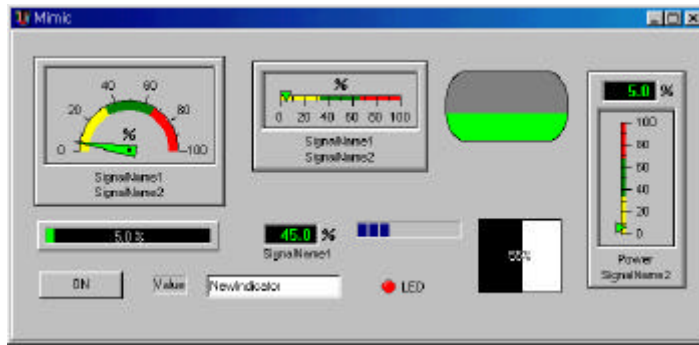 Mimic
40 60
20 80
0 % 100
SignalName1
SignalName2
%
0 20 40 60 80 100
SignalName1
SignalName2
5.0 %
100
80
60
40
20
0
Power
SignalName2
5.0 %
45.0 %
SignalName1
55%
ON
Value
NewIndicator
LED